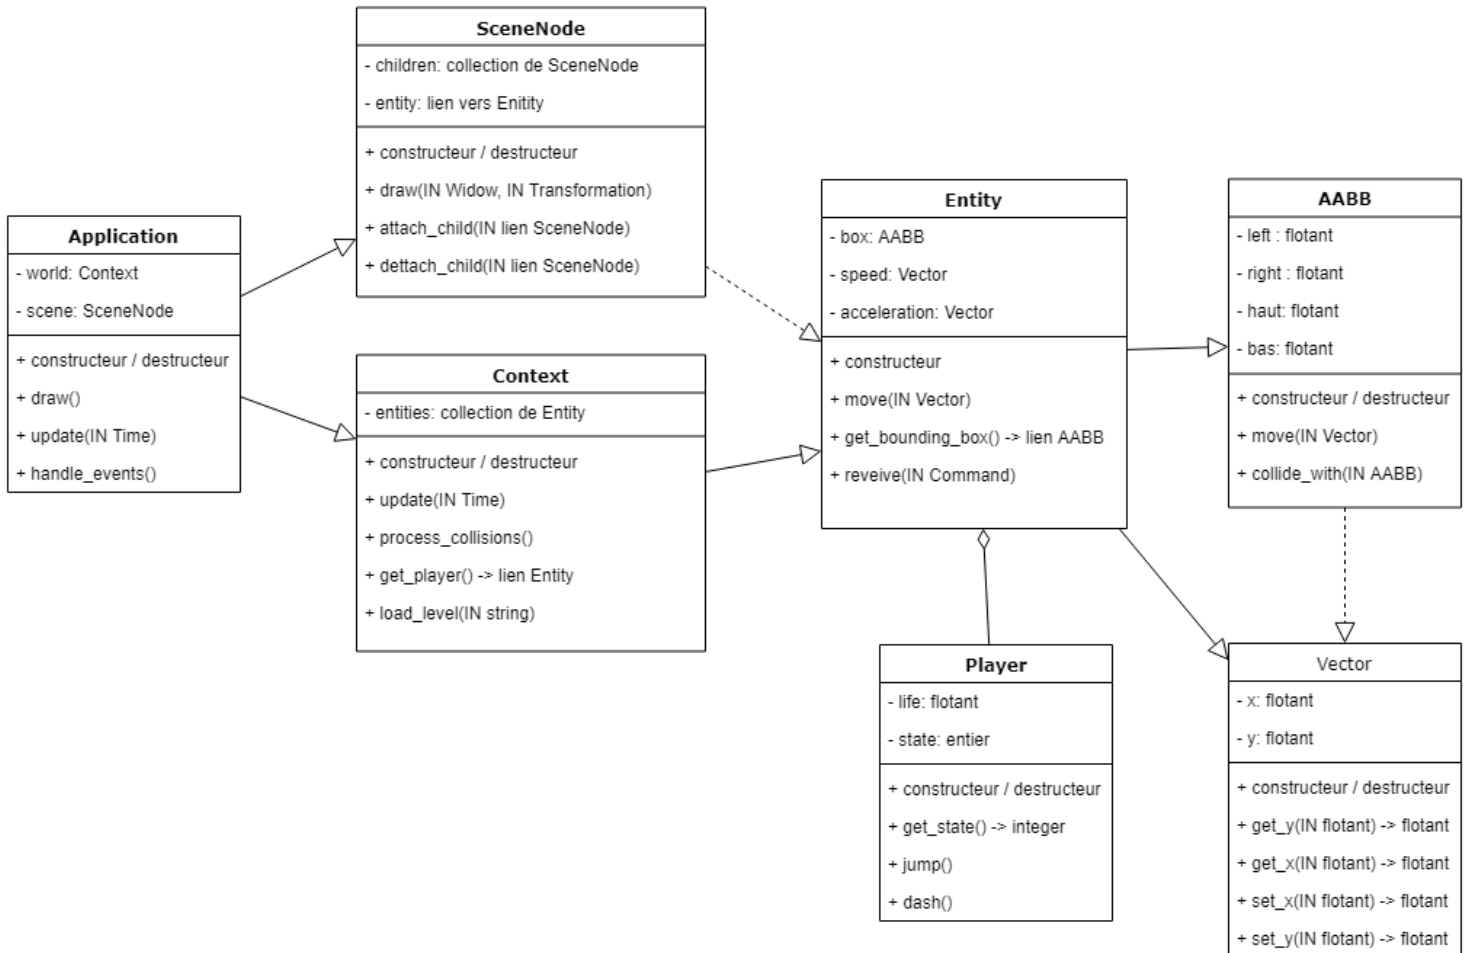 SceneNode
- children: collection de SceneNode
- entity: lien vers Enitity
+ constructeur / destructeur
+ draw(IN Widow, IN Transformation)
+ attach_child(IN lien SceneNode)
+ dettach_child(IN lien SceneNode)
Application
- world: Context
- scene: SceneNode
+ constructeur / destructeur
+ draw()
+ update(IN Time)
+ handle_events()
Context
- entities: collection de Entity
+ constructeur / destructeur
+ update(IN Time)
+ process_collisions()
+ get_player() -> lien Entity
+ load_level(IN string)
Entity
- box: AABB
- speed: Vector
- acceleration: Vector
+ constructeur
+ move(IN Vector)
+ get_bounding_box() -> lien AABB
+ reveive(IN Command)
AABB
- left : flotant
- right : flotant
- haut: flotant
- bas: flotant
+ constructeur / destructeur
+ move(IN Vector)
+ collide_with(IN AABB)
Player
- life: flotant
- state: entier
+ constructeur / destructeur
+ get_state() -> integer
+ jump()
+ dash()
Vector
- x: flotant
- y: flotant
+ constructeur / destructeur
+ get_y(IN flotant) -> flotant
+ get_x(IN flotant) -> flotant
+ set_x(IN flotant) -> flotant
+ set_y(IN flotant) -> flotant